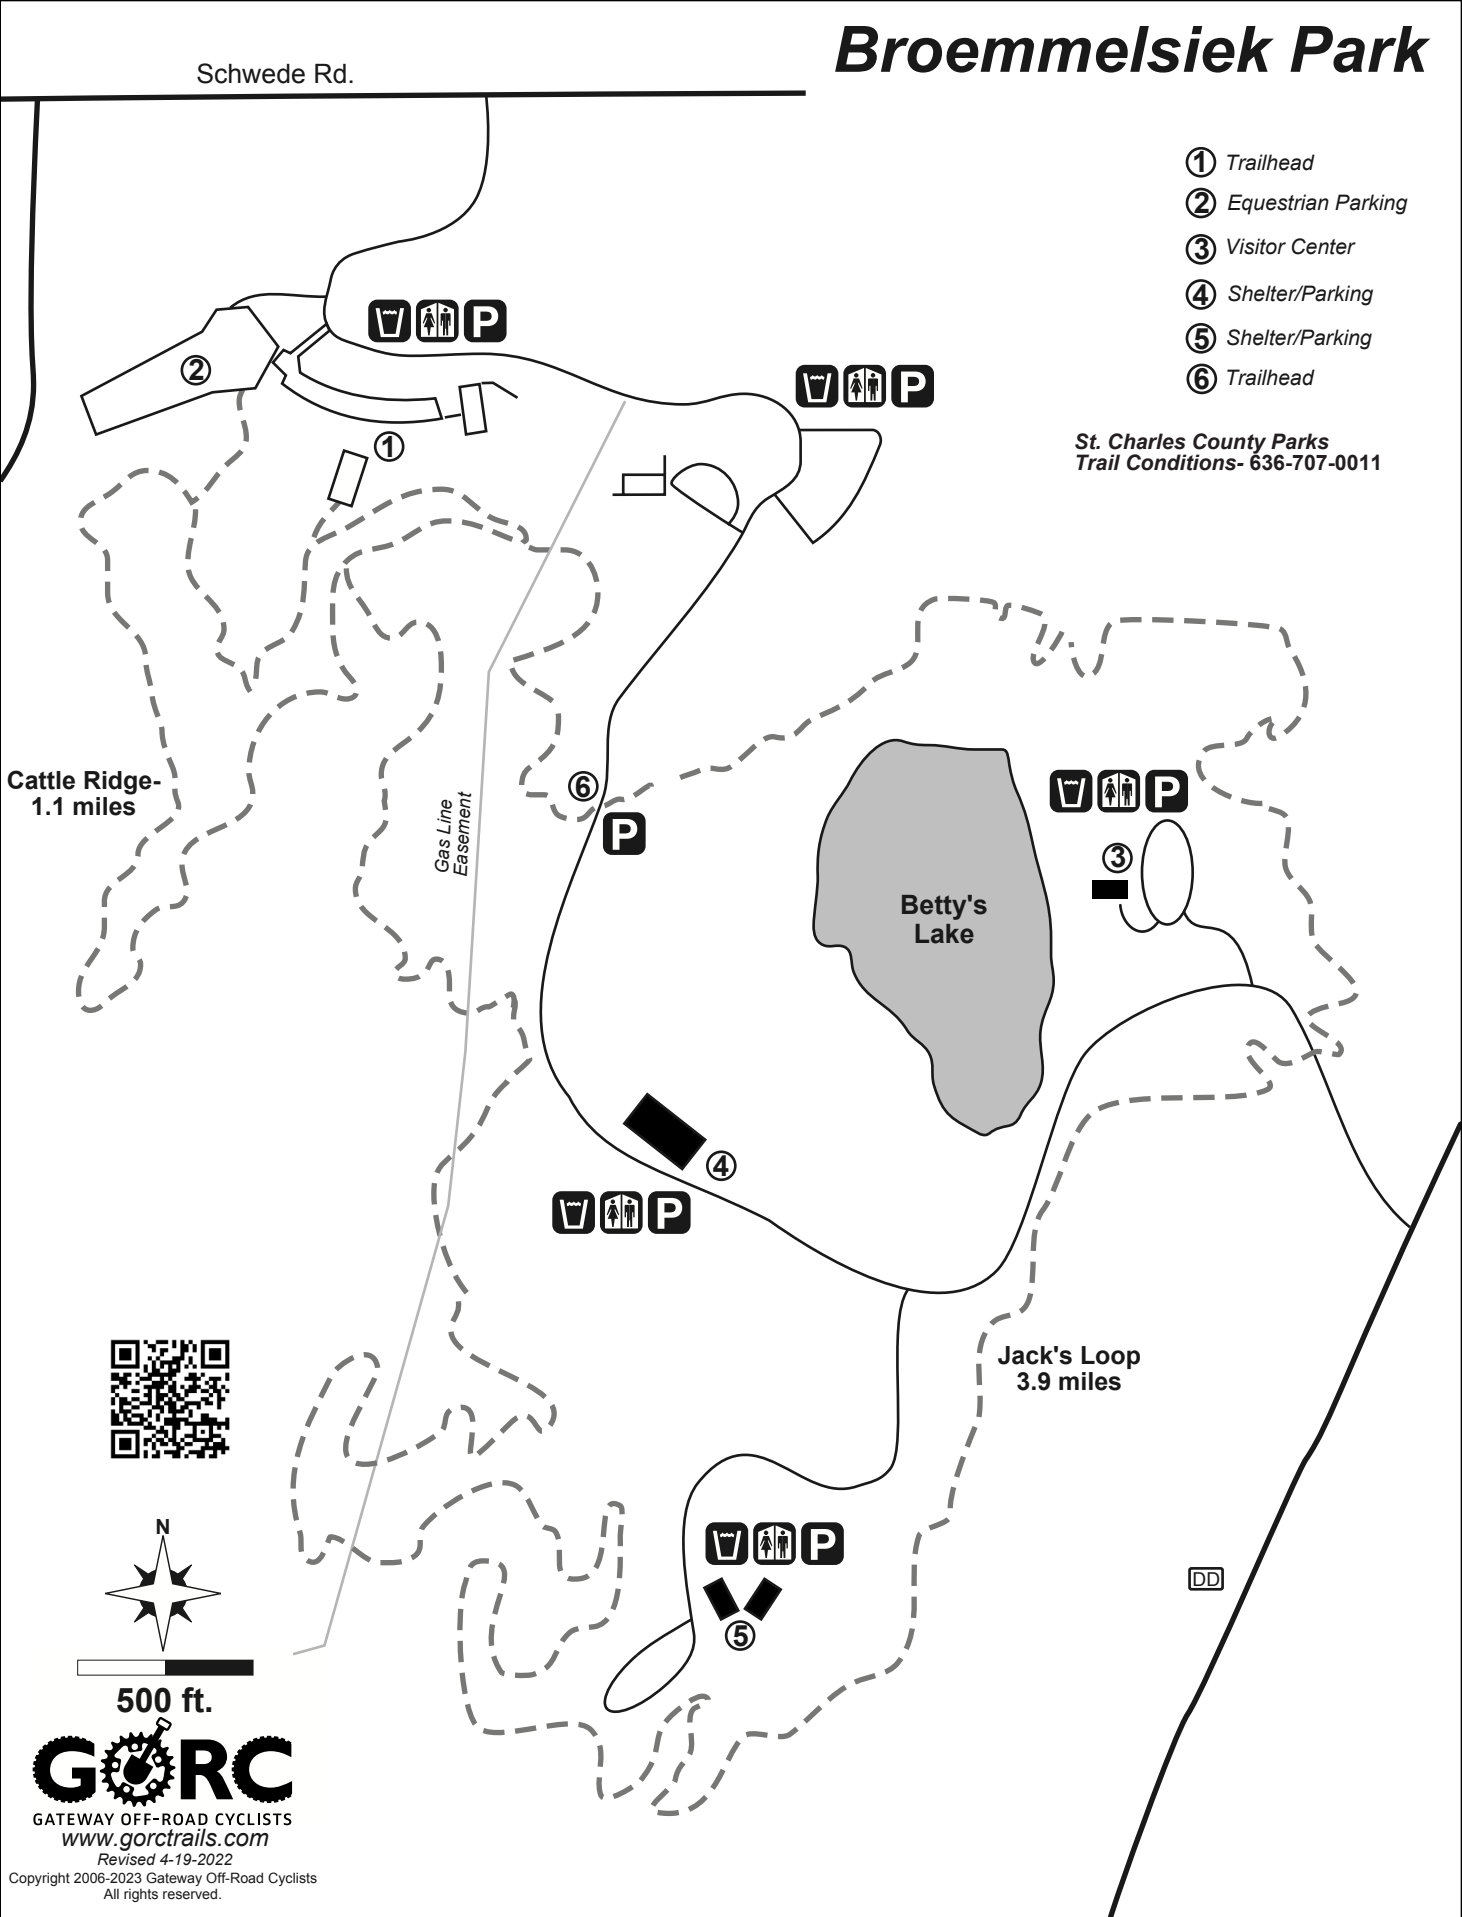 Broemmelsiek Park
Schwede Rd.
1 Trailhead
2 Equestrian Parking
3 Visitor Center
4 Shelter/Parking
5 Shelter/Parking
6 Trailhead
St. Charles County Parks
Trail Conditions- 636-707-0011
P
P
2
1
Cattle Ridge-
1.1 miles
Gas Line
Easement
6
P
P
3
Betty's
Lake
4
P
Jack's Loop
3.9 miles
P
5
DD
N
500 ft.
GORC
GATEWAY OFF-ROAD CYCLISTS
www.gorctrails.com
Revised 4-19-2022
Copyright 2006-2023 Gateway Off-Road Cyclists
All rights reserved.